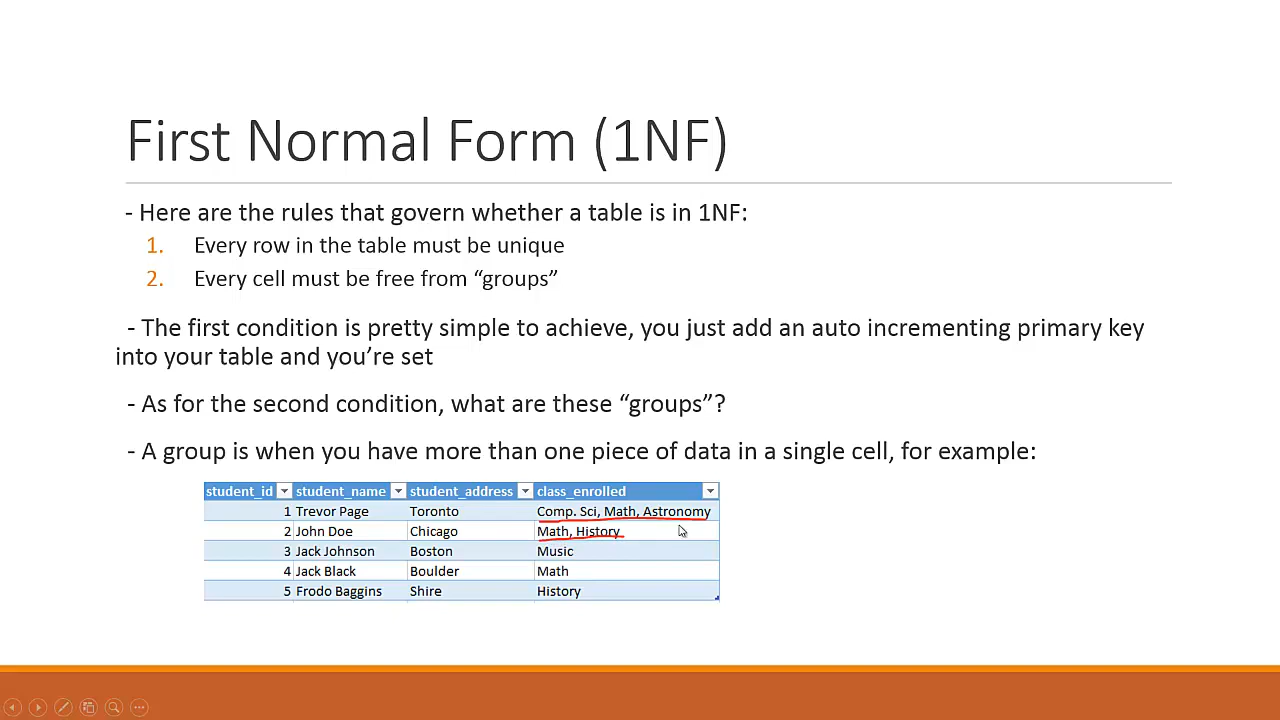 First Normal Form (1NF)
- Here are the rules that govern whether a table is in 1NF:
1. Every row in the table must be unique
2. Every cell must be free from “groups”
- The first condition is pretty simple to achieve, you just add an auto incrementing primary key
into your table and you’re set
- As for the second condition, what are these “groups”?
- A group is when you have more than one piece of data in a single cell, for example:
student_id student_name student_address class_enrolled
1 Trevor Page Toronto Comp. Sci, Math, Astronomy
2 John Doe Chicago Math, History
3 Jack Johnson Boston Music
4 Jack Black Boulder Math
5 Frodo Baggins Shire History